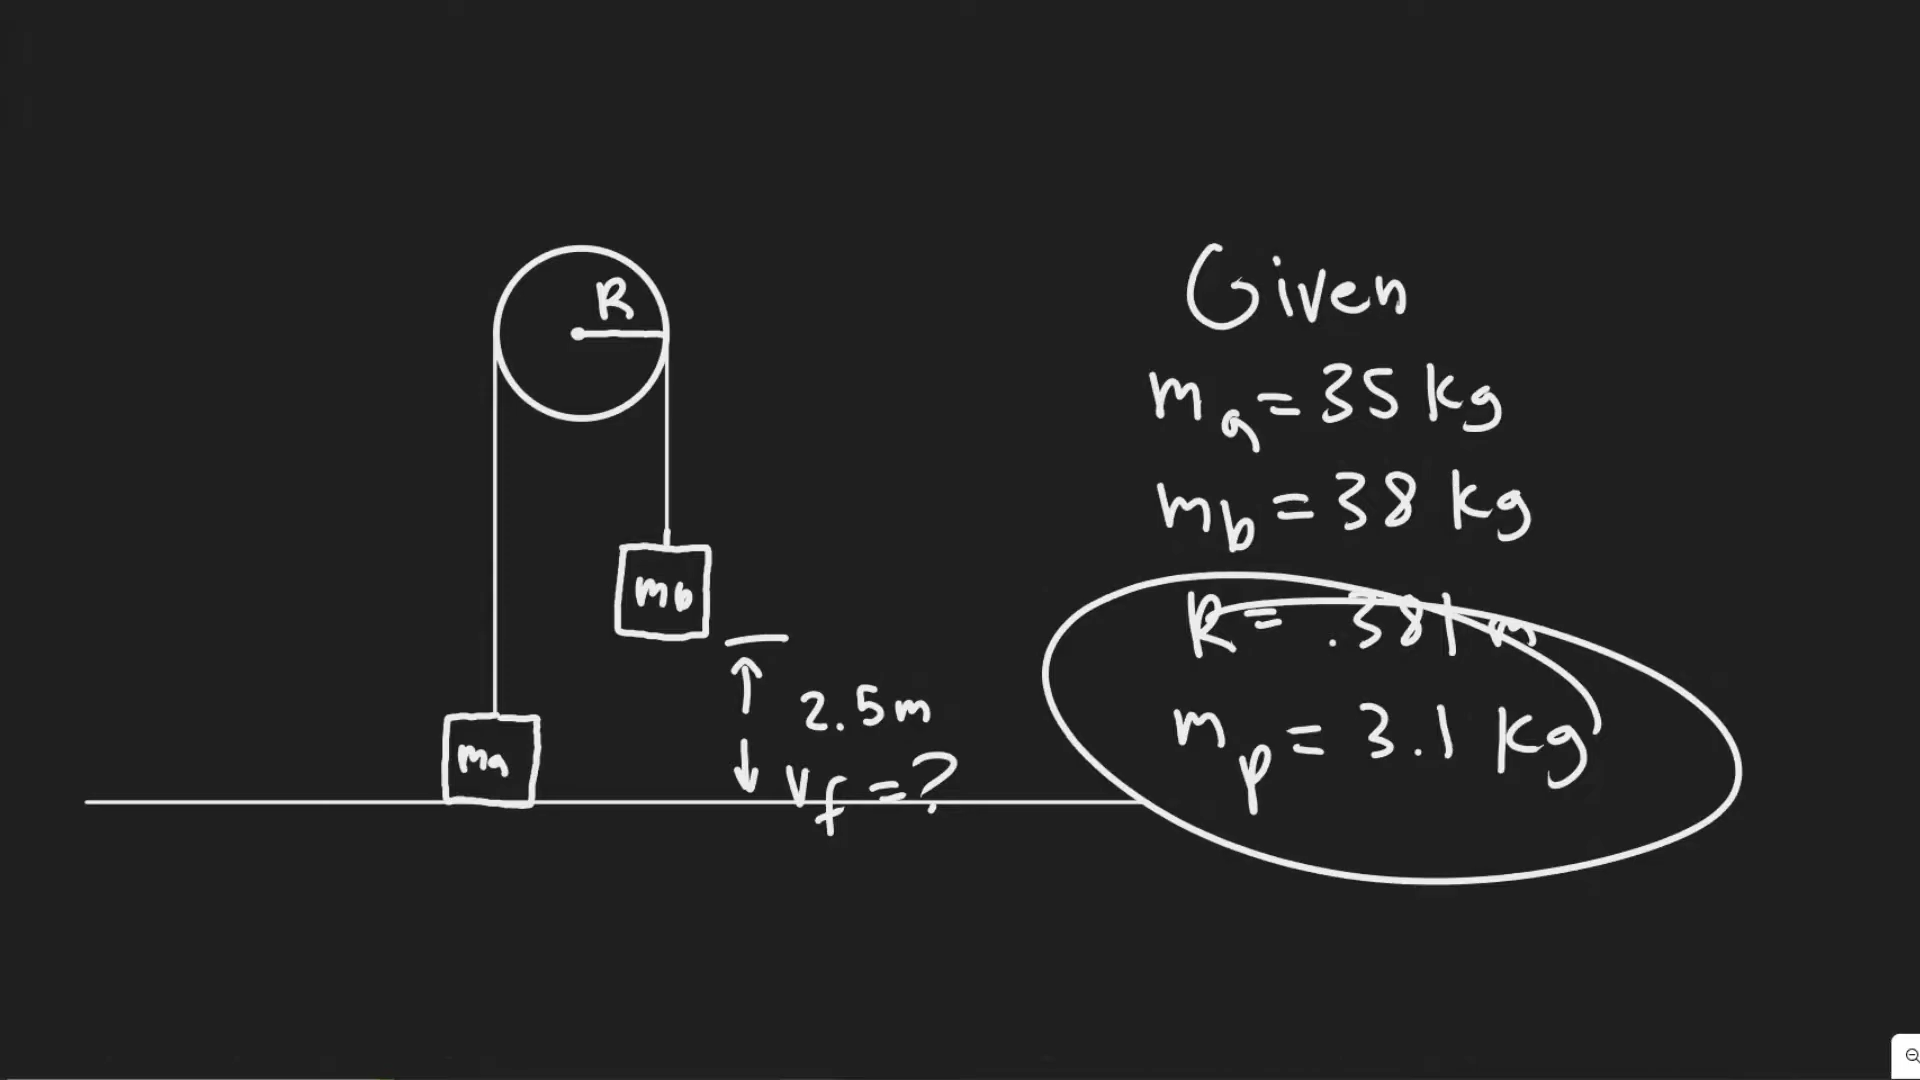 R
mb
ma
2.5m
vf = ?
Given
ma = 35 kg
mb = 38 kg
R = .381 m
mp = 3.1 kg